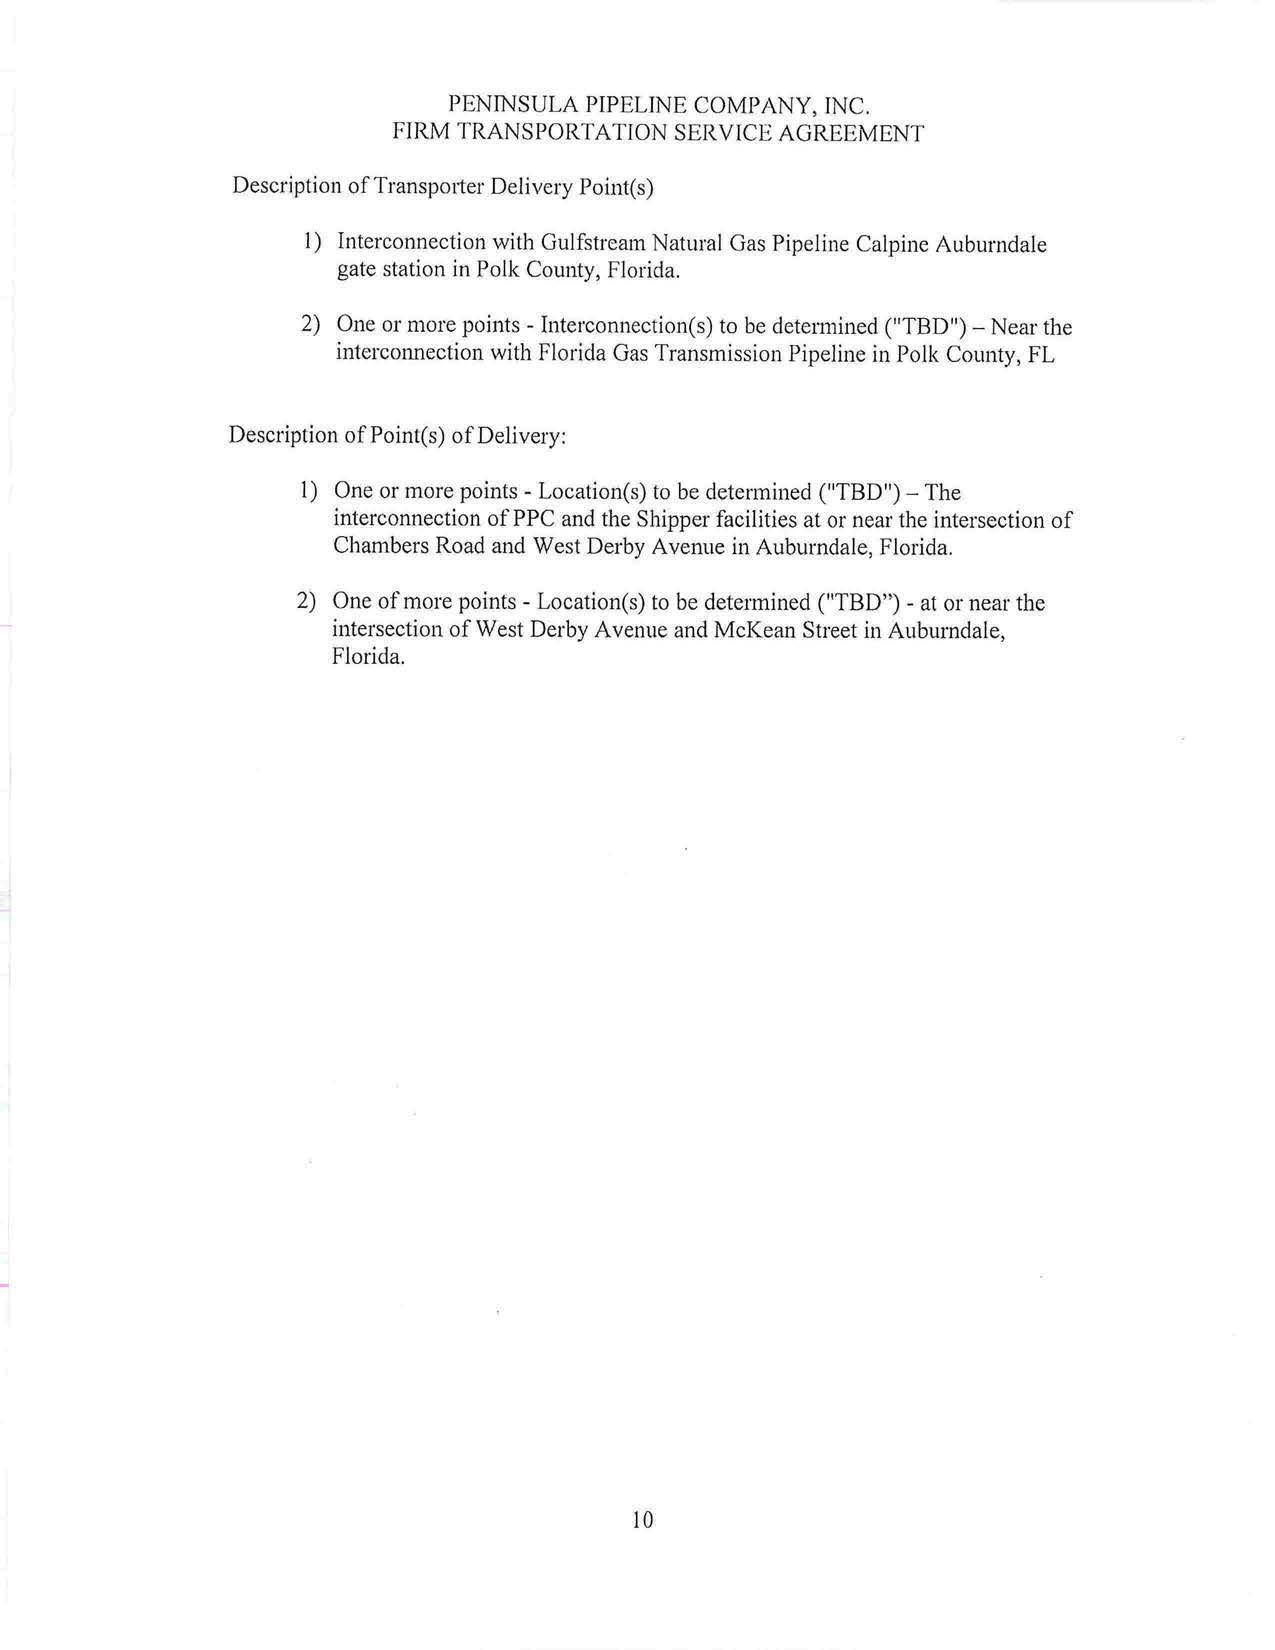 PENINSULA PIPELINE COMPANY, INC.
FIRM TRANSPORTATION SERVICE AGREEMENT
Description of Transporter Delivery Point(s)
1) Interconnection with Gulfstream Natural Gas Pipeline Calpine Auburndale
gate station in Polk County, Florida.
2) One or more points - Interconnection(s) to be determined ("TBD") – Near the
interconnection with Florida Gas Transmission Pipeline in Polk County, FL
Description of Point(s) of Delivery:
1) One or more points - Location(s) to be determined ("TBD") – The
interconnection of PPC and the Shipper facilities at or near the intersection of
Chambers Road and West Derby Avenue in Auburndale, Florida.
2) One of more points - Location(s) to be determined ("TBD”) - at or near the
intersection of West Derby Avenue and McKean Street in Auburndale,
Florida.
10